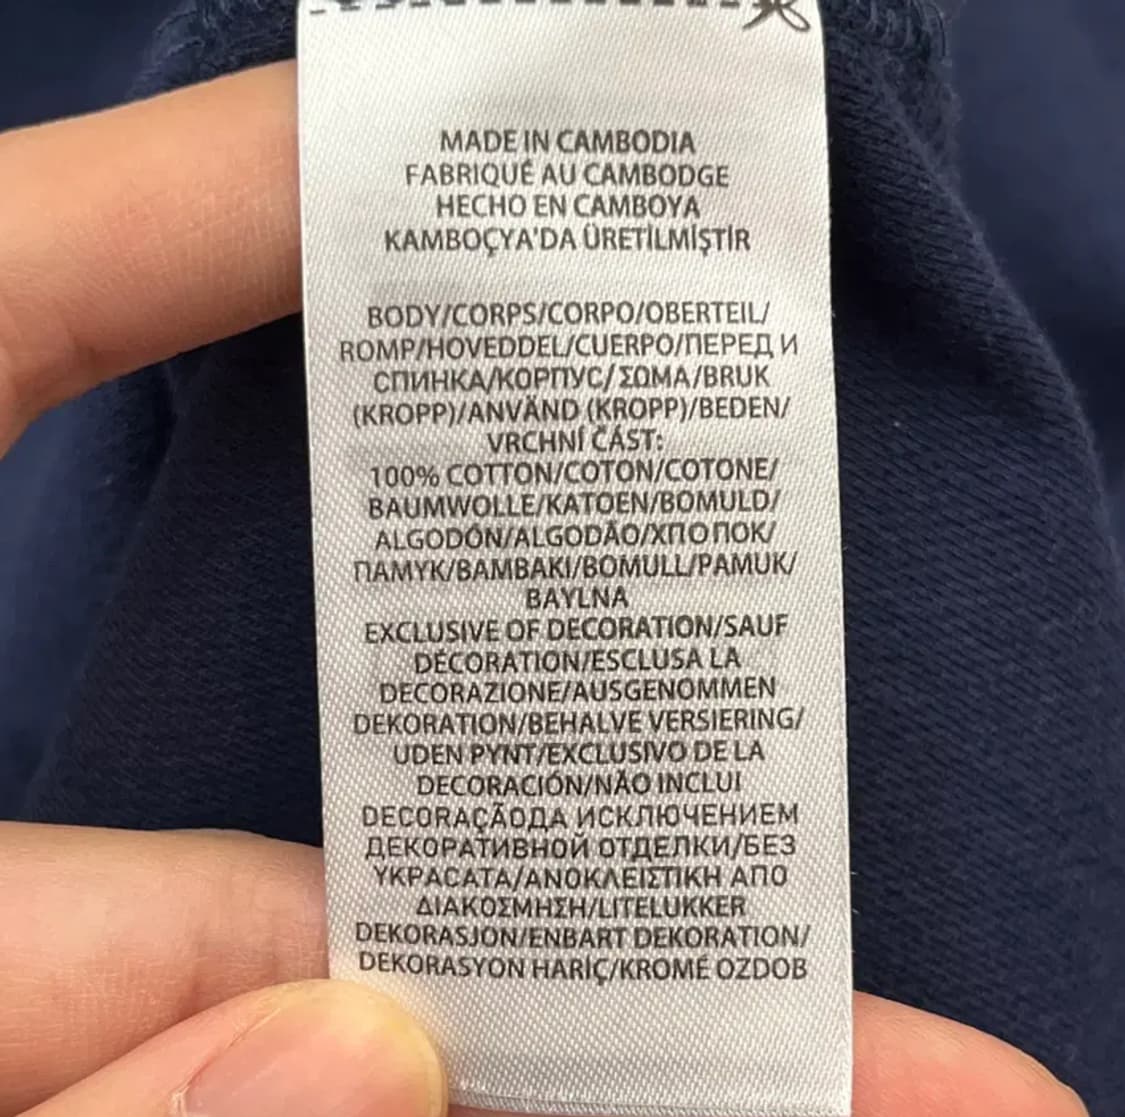 MADE IN CAMBODIA
FABRIQUÉ AU CAMBODGE
HECHO EN CAMBOYA
KAMBOÇYA'DA ÜRETİLMİŞTİR
BODY/CORPS/CORPO/OBERTEIL/
ROMP/HOVEDDEL/CUERPO/ПЕРЕД И
СПИНКА/КОРПУС/ΣΩΜΑ/BRUK
(KROPP)/ANVÄND (KROPP)/BEDEN/
VRCHNÍ ČÁST:
100% COTTON/COTON/COTONE/
BAUMWOLLE/KATOEN/BOMULD/
ALGODÓN/ALGODÃO/ХПОПОК/
ПАМУК/BAMBAKI/BOMULL/PAMUK/
BAYLNA
EXCLUSIVE OF DECORATION/SAUF
DÉCORATION/ESCLUSA LA
DECORAZIONE/AUSGENOMMEN
DEKORATION/BEHALVE VERSIERING/
UDEN PYNT/EXCLUSIVO DE LA
DECORACIÓN/NÃO INCLUI
DECORAÇÃOДА ИСКЛЮЧЕНИЕМ
ДЕКОРАТИВНОЙ ОТДЕЛКИ/БЕЗ
УКРАСАТА/ΑΝΟΚΛΕΙΣΤΙΚΗ ΑΠΟ
ΔΙΑΚΟΣΜΗΣΗ/LITELUKKER
DEKORASJON/ENBART DEKORATION/
DEKORASYON HARİÇ/KROMÉ OZDOB